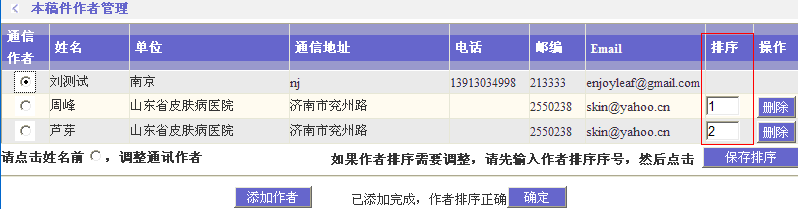 本稿件作者管理
通信作者 姓名 单位 通信地址 电话 邮编 Email 排序 操作
刘测试 南京 nj 13913034998 213333 enjoyleaf@gmail.com
周峰 山东省皮肤病医院 济南市兖州路 2550238 skin@yahoo.cn 1 删除
芦芽 山东省皮肤病医院 济南市兖州路 2550238 skin@yahoo.cn 2 删除
请点击姓名前 ，调整通讯作者 如果作者排序需要调整，请先输入作者排序序号，然后点击 保存排序
添加作者 已添加完成，作者排序正确 确定